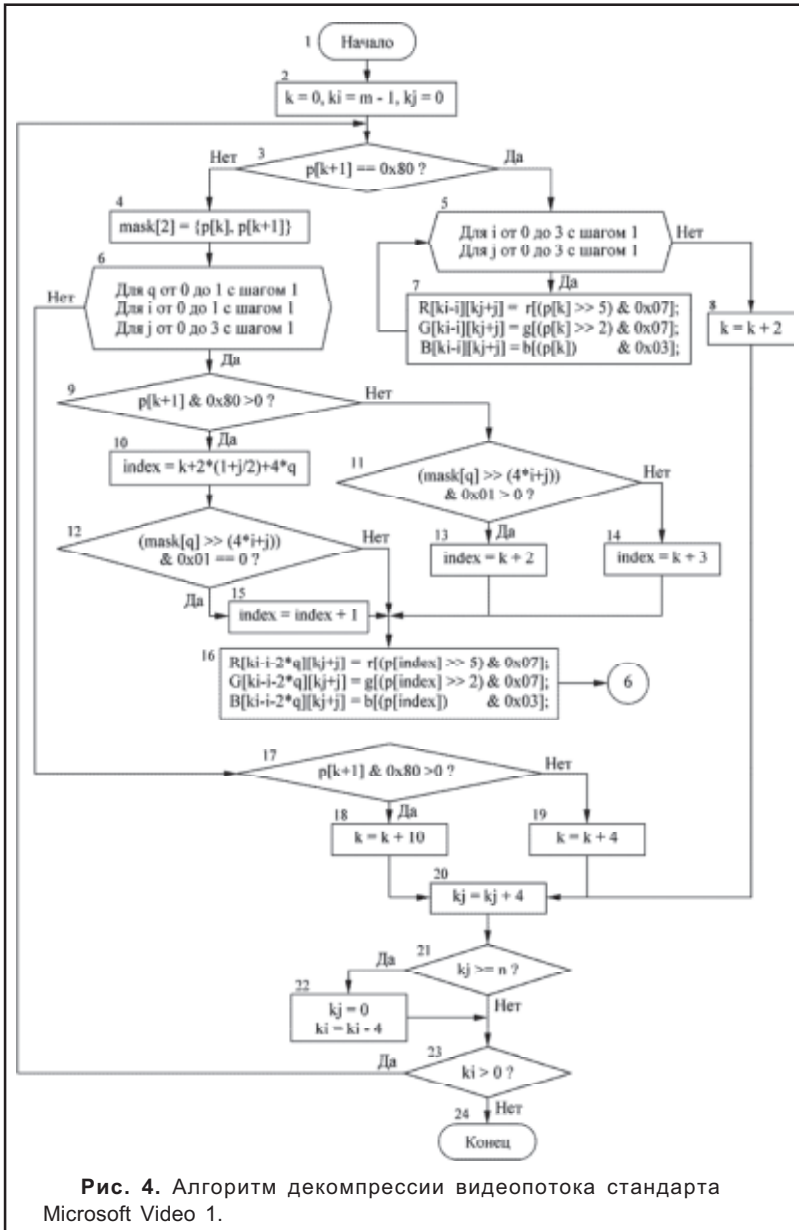 1 Начало
2
k = 0, ki = m - 1, kj = 0
3
Нет
Да
p[k+1] == 0x80 ?
4
mask[2] = {p[k], p[k+1]}
5
Для i от 0 до 3 с шагом 1
Для j от 0 до 3 с шагом 1
Нет
Да
6
Нет
Для q от 0 до 1 с шагом 1
Для i от 0 до 1 с шагом 1
Для j от 0 до 3 с шагом 1
Да
7
R[ki-i][kj+j] = r[(p[k] >> 5) & 0x07];
G[ki-i][kj+j] = g[(p[k] >> 2) & 0x07];
B[ki-i][kj+j] = b[(p[k]) & 0x03];
8
k = k + 2
9
p[k+1] & 0x80 >0 ?
Нет
Да
10
index = k+2*(1+j/2)+4*q
11
(mask[q] >> (4*i+j))
& 0x01 > 0 ?
Нет
Да
12
(mask[q] >> (4*i+j))
& 0x01 == 0 ?
Нет
Да
13
index = k + 2
14
index = k + 3
15
index = index + 1
16
R[ki-i-2*q][kj+j] = r[(p[index] >> 5) & 0x07];
G[ki-i-2*q][kj+j] = g[(p[index] >> 2) & 0x07];
B[ki-i-2*q][kj+j] = b[(p[index]) & 0x03];
6
17
p[k+1] & 0x80 >0 ?
Нет
Да
18
k = k + 10
19
k = k + 4
20
kj = kj + 4
21
Да
kj >= n ?
Нет
22
kj = 0
ki = ki - 4
23
Да
ki > 0 ?
Нет
24
Конец
Рис. 4. Алгоритм декомпрессии видеопотока стандарта
Microsoft Video 1.